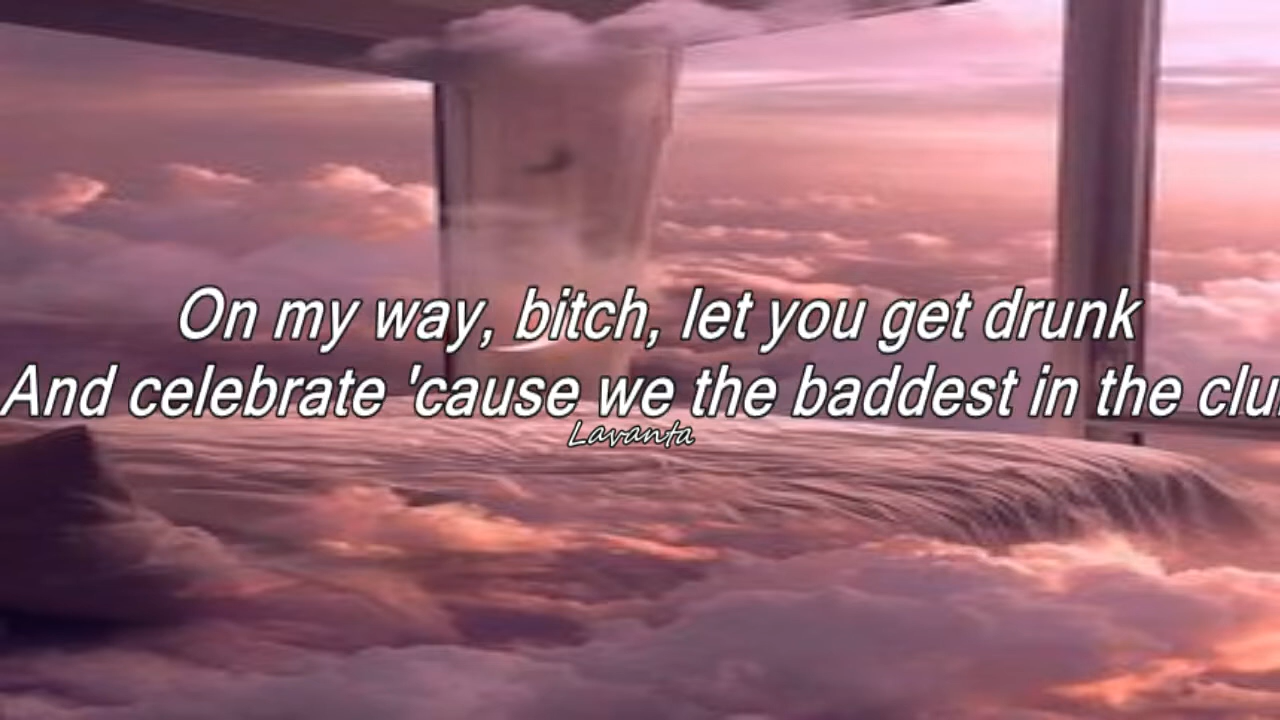 On my way, bitch, let you get drunk
And celebrate 'cause we the baddest in the
Lavanta